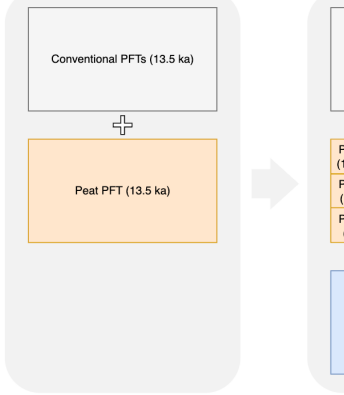 Conventional PFTs (13.5 ka)
Peat PFT (13.5 ka)